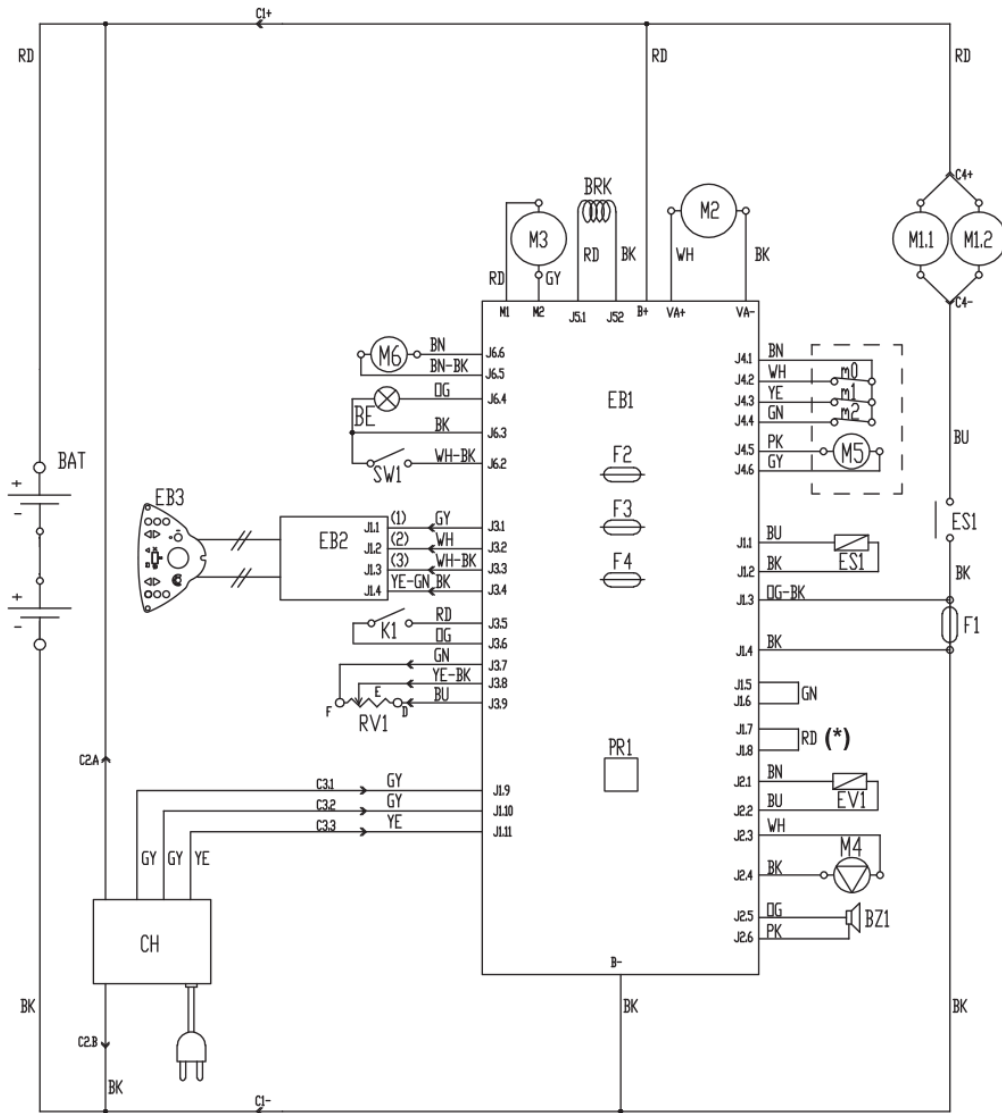 C1+
RD
RD
RD
C4+
BRK
M2
M3
M1.1
M1.2
RD
BK
WH
BK
RD
GY
C4-
M1
M2
J5.1
J52
B+
VA+
VA-
BN
M6
J6.6
BN-BK
J6.5
OG
J6.4
BE
BK
J6.3
WH-BK
J6.2
SW1
EB1
F2
F3
F4
J4.1
BN
m0
J4.2
WH
m1
J4.3
YE
m2
J4.4
GN
J4.5
PK
M5
J4.6
GY
BU
BAT
+
-
+
-
EB3
EB2
J1.1
(1)
GY
J3.1
J1.2
(2)
WH
J3.2
J1.3
(3)
WH-BK
J3.3
J1.4
YE-GN BK
J3.4
RD
J3.5
K1
OG
J3.6
GN
J3.7
YE-BK
J3.8
E
BU
J3.9
F
D
RV1
ES1
J1.1
BU
ES1
J1.2
BK
BK
J1.3
OG-BK
F1
J1.4
BK
J1.5
J1.6
GN
J1.7
J1.8
RD (*)
PR1
J2.1
BN
EV1
J2.2
BU
J2.3
WH
M4
J2.4
BK
J2.5
OG
BZ1
J2.6
PK
C2.A
C3.1
GY
J1.9
C3.2
GY
J1.10
C3.3
YE
J1.11
GY
GY
YE
CH
B-
BK
BK
BK
C2.B
BK
C1-